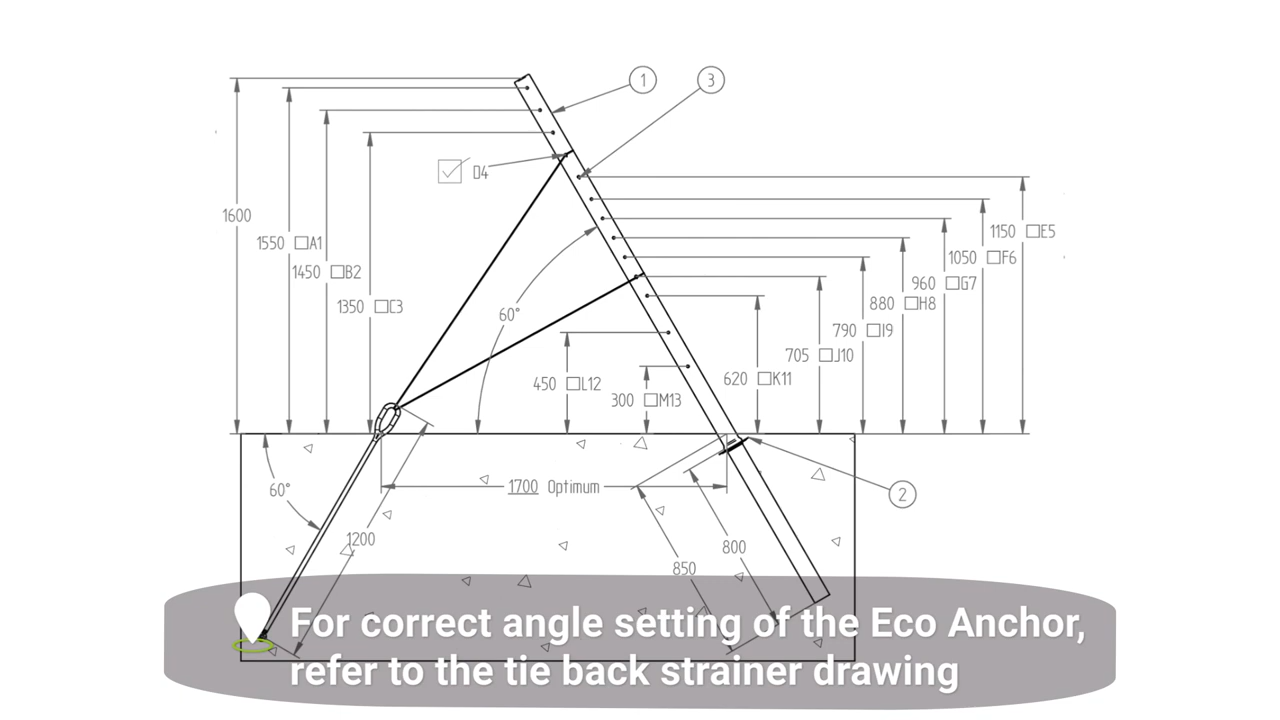 1
3
☑ D4
1600
1550 □A1
1450 □B2
1350 □C3
1150 □E5
1050 □F6
960 □G7
880 □H8
790 □I9
705 □J10
620 □K11
60°
450 □L12
300 □M13
60°
1700 Optimum
2
1200
800
850
For correct angle setting of the Eco Anchor,
refer to the tie back strainer drawing